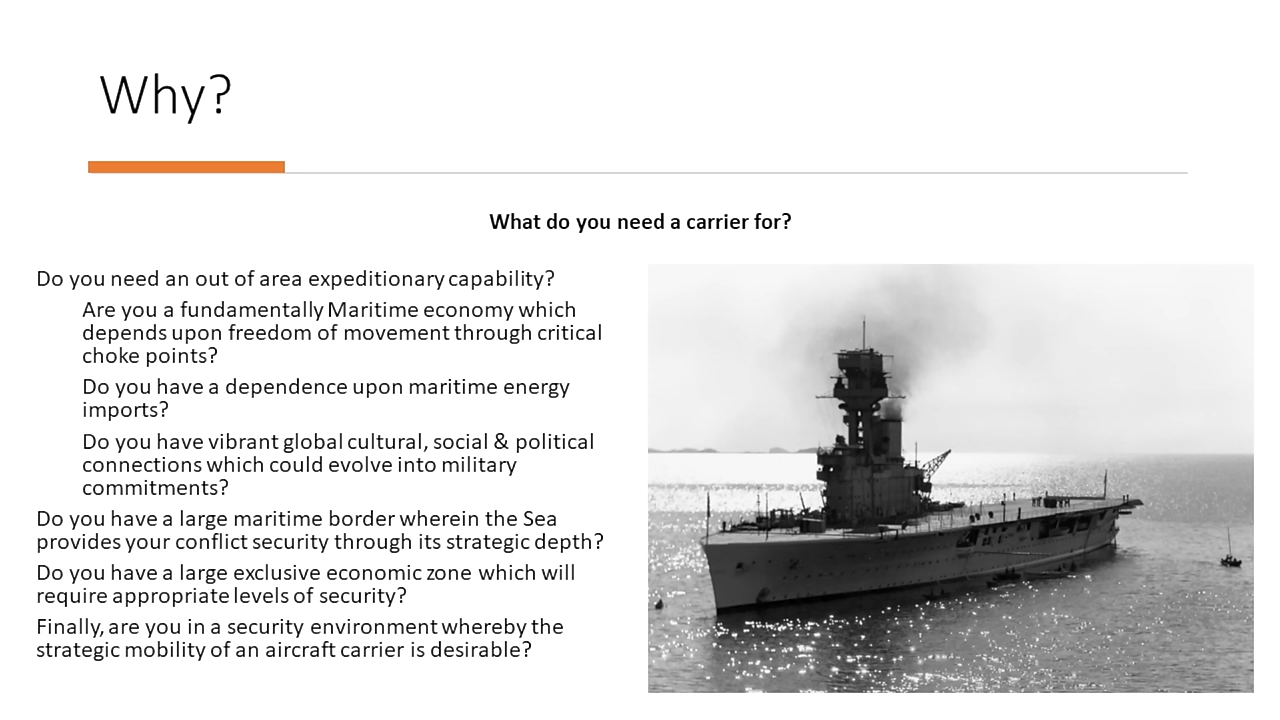 Why?
What do you need a carrier for?
Do you need an out of area expeditionary capability?
Are you a fundamentally Maritime economy which
depends upon freedom of movement through critical
choke points?
Do you have a dependence upon maritime energy
imports?
Do you have vibrant global cultural, social & political
connections which could evolve into military
commitments?
Do you have a large maritime border wherein the Sea
provides your conflict security through its strategic depth?
Do you have a large exclusive economic zone which will
require appropriate levels of security?
Finally, are you in a security environment whereby the
strategic mobility of an aircraft carrier is desirable?